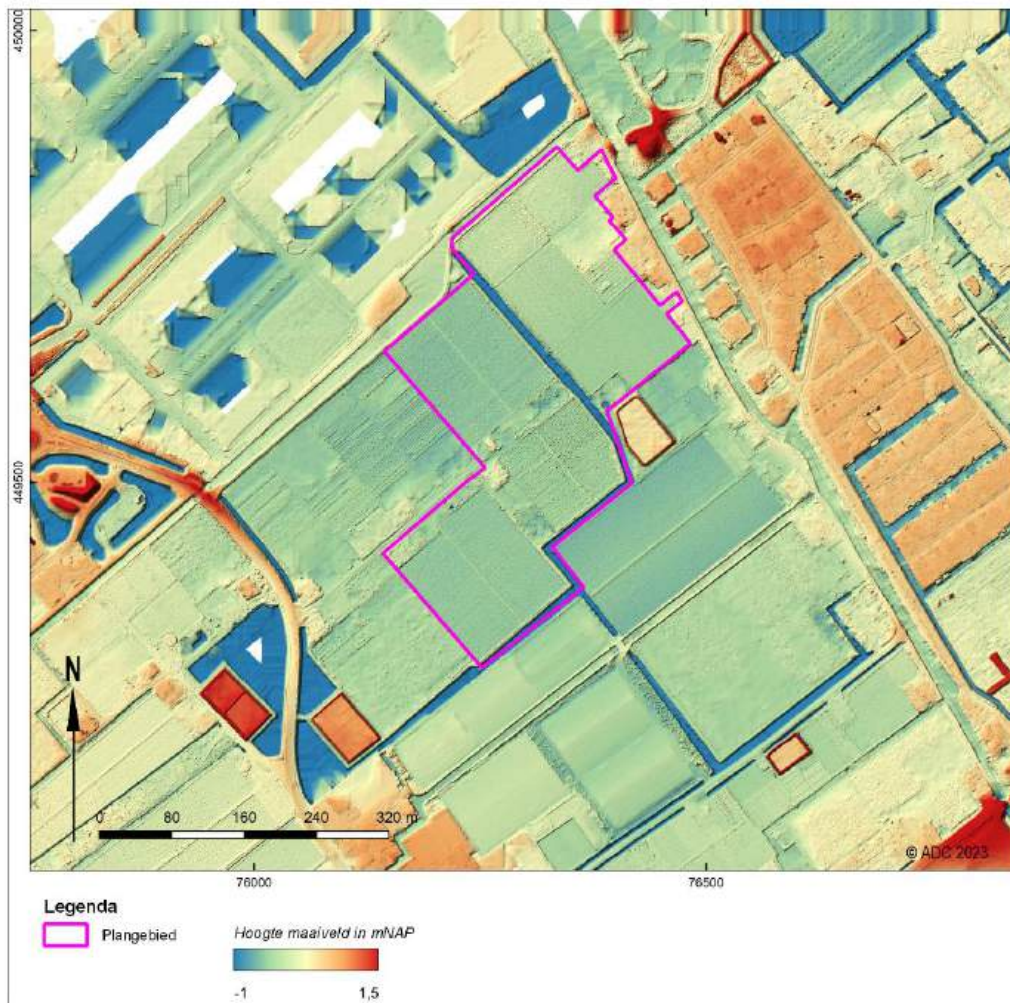 450000
449500
N
0 80 160 240 320 m
© ADC 2023
76000 76500
Legenda
Plangebied
Hoogte maaiveld in mNAP
-1 1,5